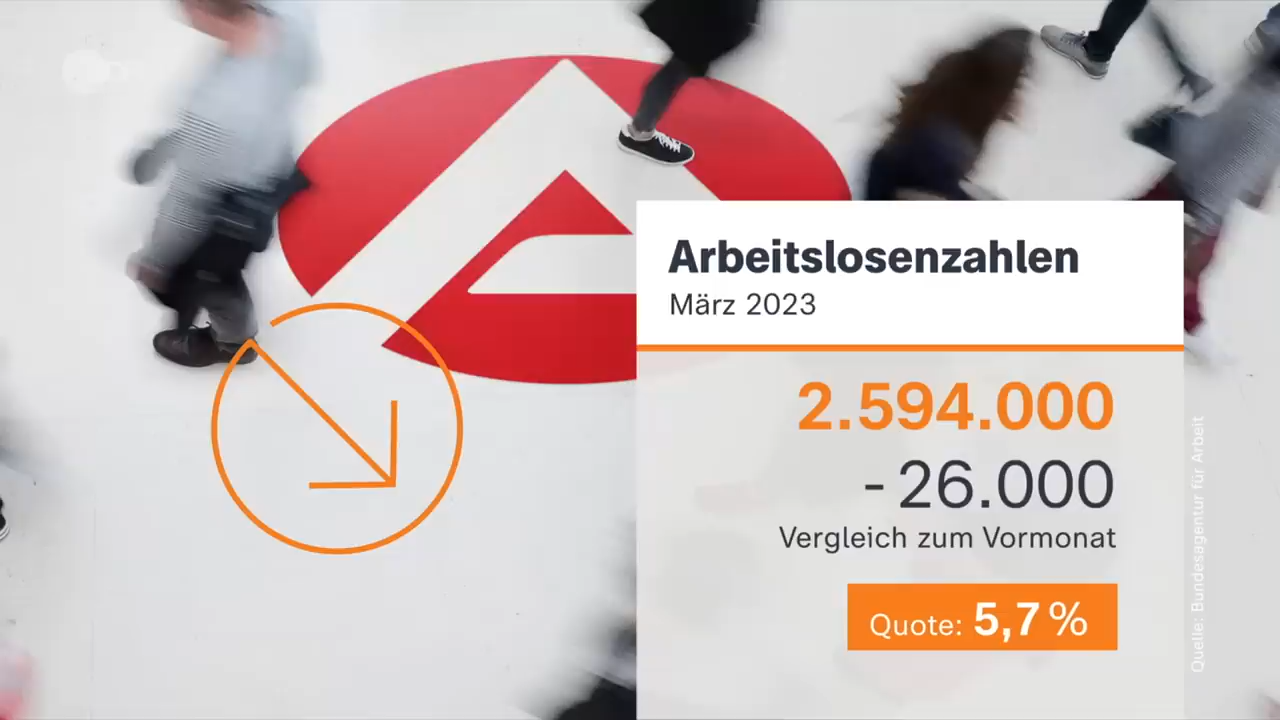 Arbeitslosenzahlen
März 2023
2.594.000
- 26.000
Vergleich zum Vormonat
Quote: 5,7 %
Quelle: Bundesagentur für Arbeit